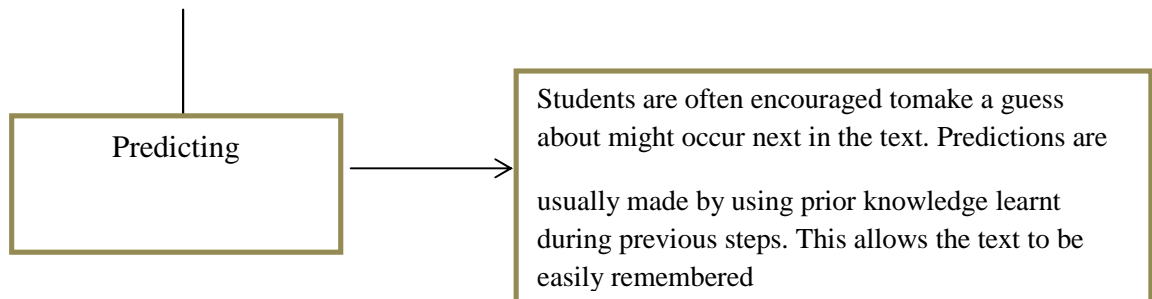 Predicting
Students are often encouraged tomake a guess
about might occur next in the text. Predictions are
usually made by using prior knowledge learnt
during previous steps. This allows the text to be
easily remembered